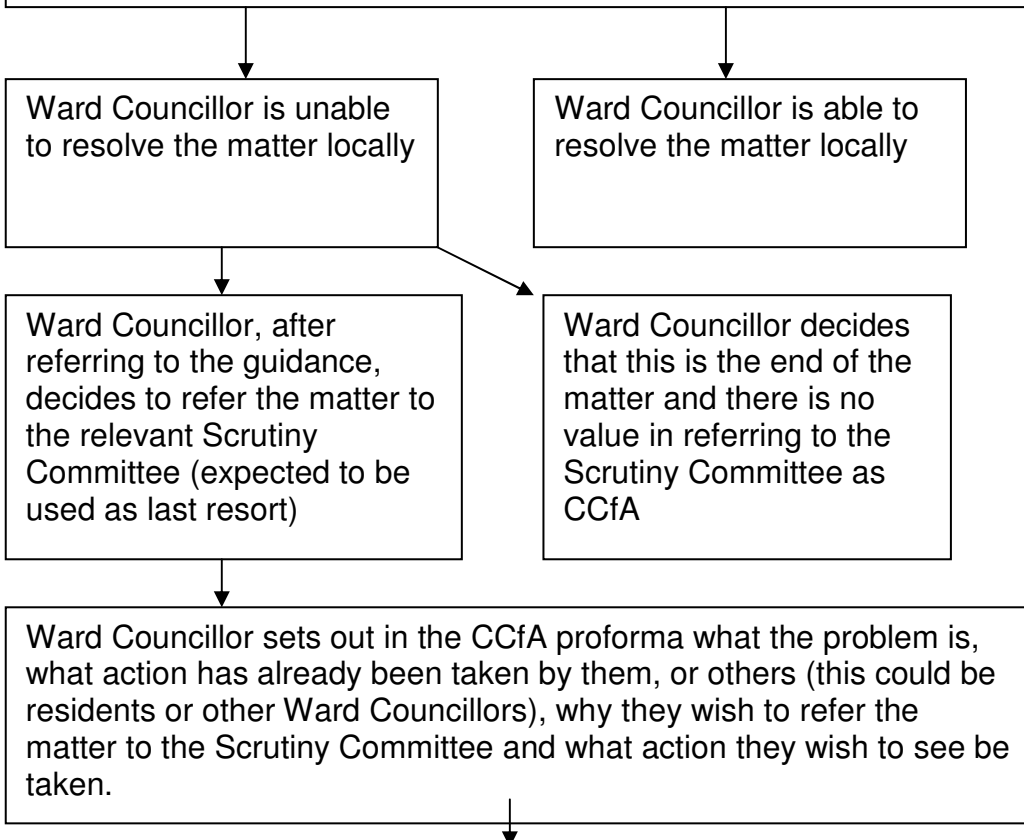 Ward Councillor is unable
to resolve the matter locally
Ward Councillor is able to
resolve the matter locally
Ward Councillor, after
referring to the guidance,
decides to refer the matter to
the relevant Scrutiny
Committee (expected to be
used as last resort)
Ward Councillor decides
that this is the end of the
matter and there is no
value in referring to the
Scrutiny Committee as
CCfA
Ward Councillor sets out in the CCfA proforma what the problem is,
what action has already been taken by them, or others (this could be
residents or other Ward Councillors), why they wish to refer the
matter to the Scrutiny Committee and what action they wish to see be
taken.